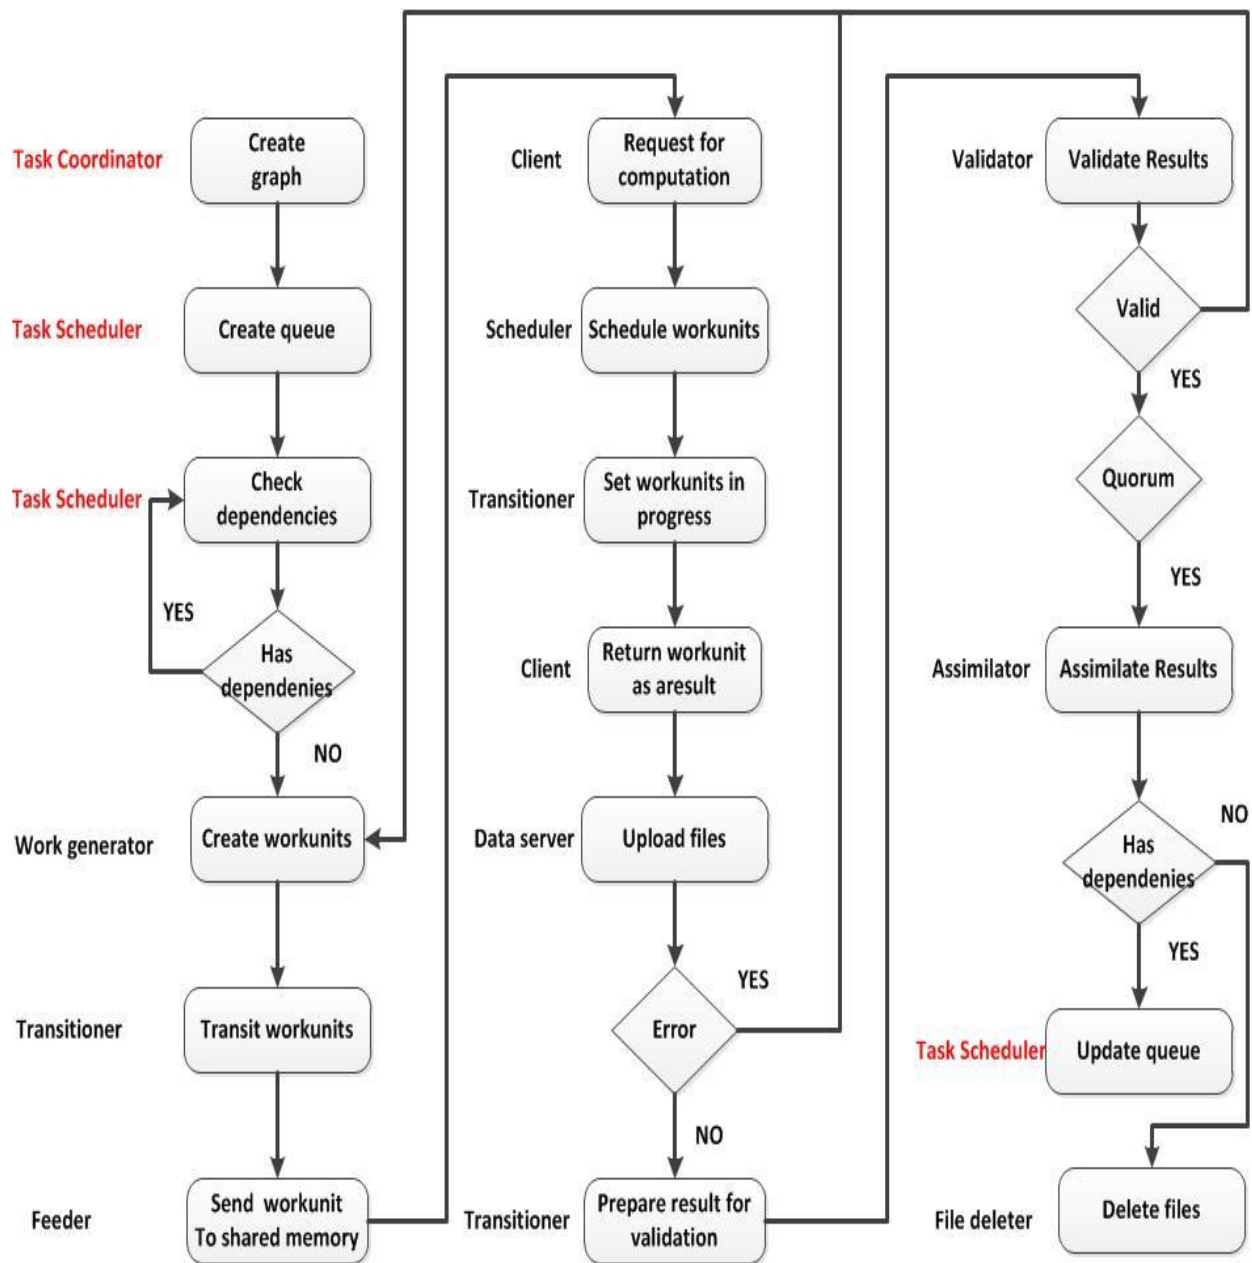 Task Coordinator
Create
graph
Task Scheduler
Create queue
Task Scheduler
Check
dependencies
YES
Has
dependenies
NO
Work generator
Create workunits
Transitioner
Transit workunits
Feeder
Send workunit
To shared memory
Client
Request for
computation
Scheduler
Schedule workunits
Transitioner
Set workunits in
progress
Client
Return workunit
as aresult
Data server
Upload files
Error
YES
NO
Transitioner
Prepare result for
validation
Validator
Validate Results
Valid
YES
Quorum
YES
Assimilator
Assimilate Results
Has
dependenies
NO
YES
Task Scheduler
Update queue
File deleter
Delete files